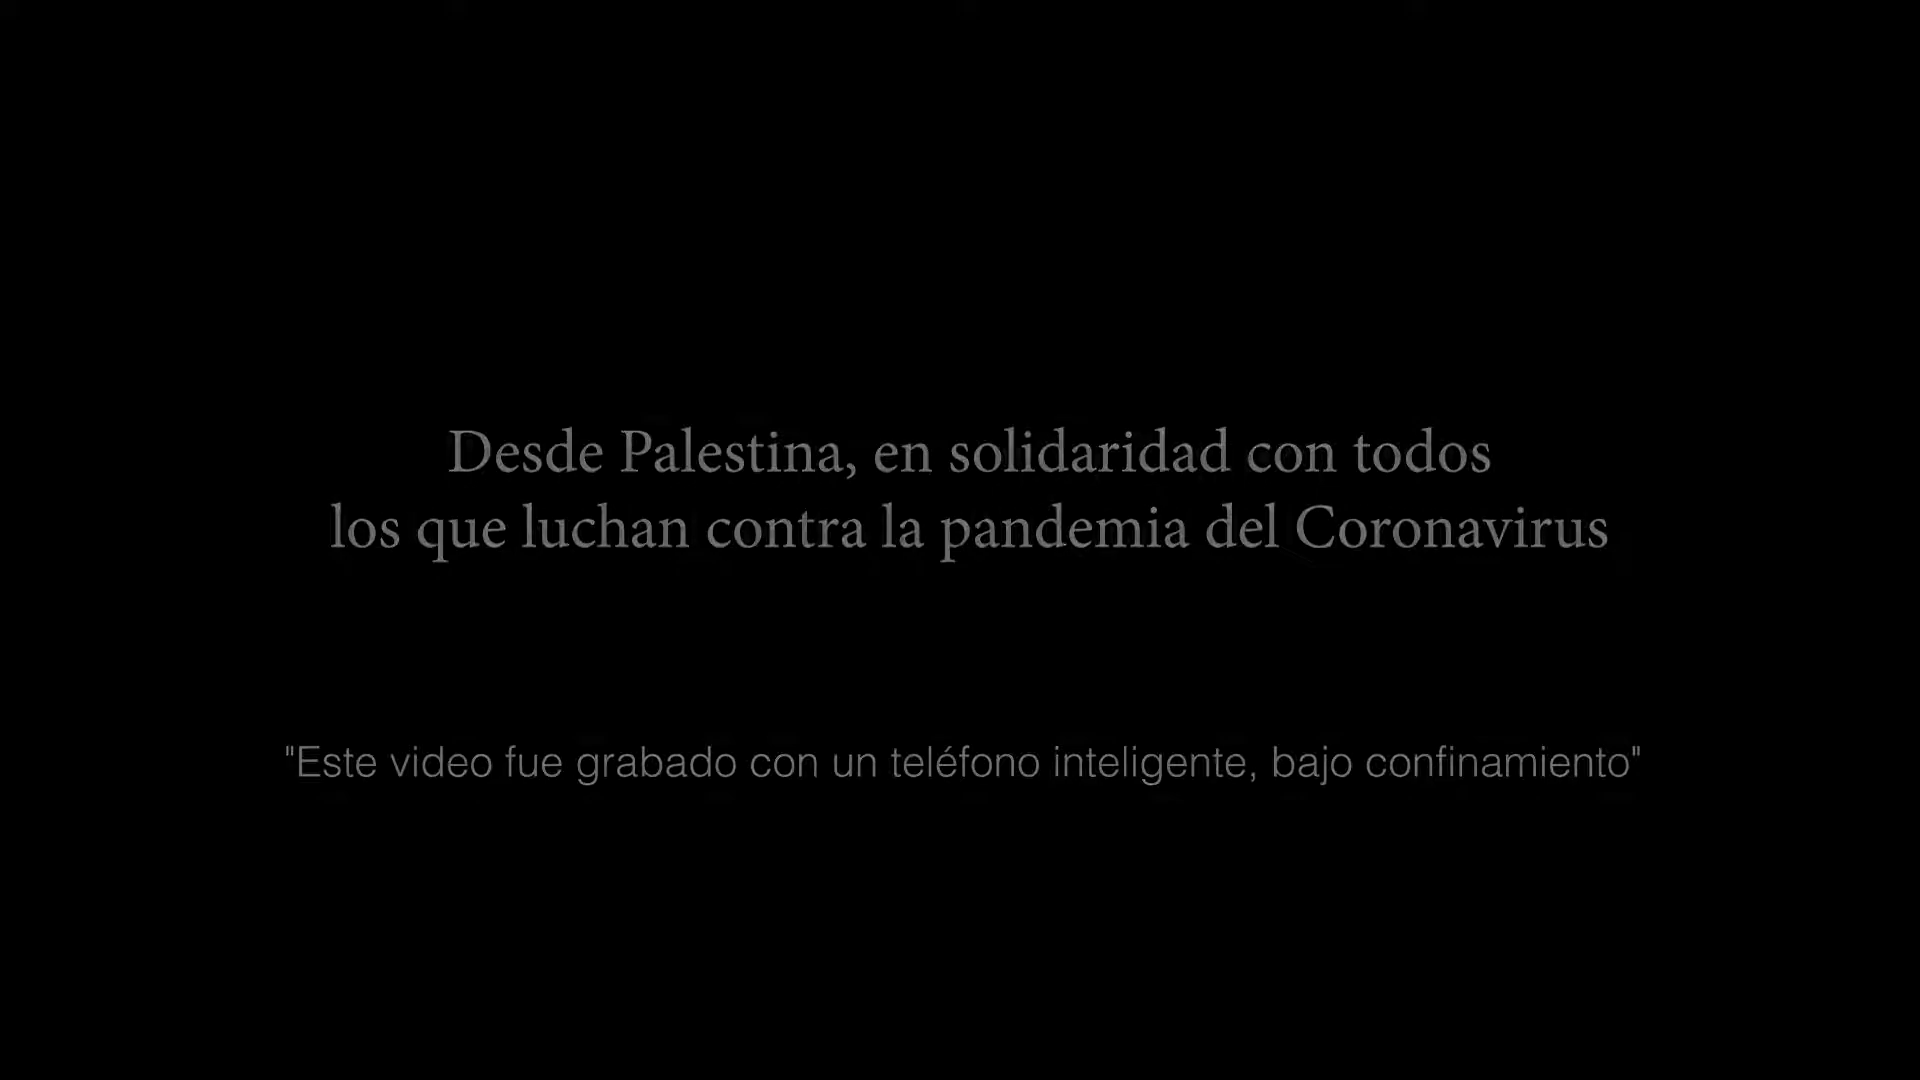 Desde Palestina, en solidaridad con todos
los que luchan contra la pandemia del Coronavirus
"Este video fue grabado con un teléfono inteligente, bajo confinamiento"